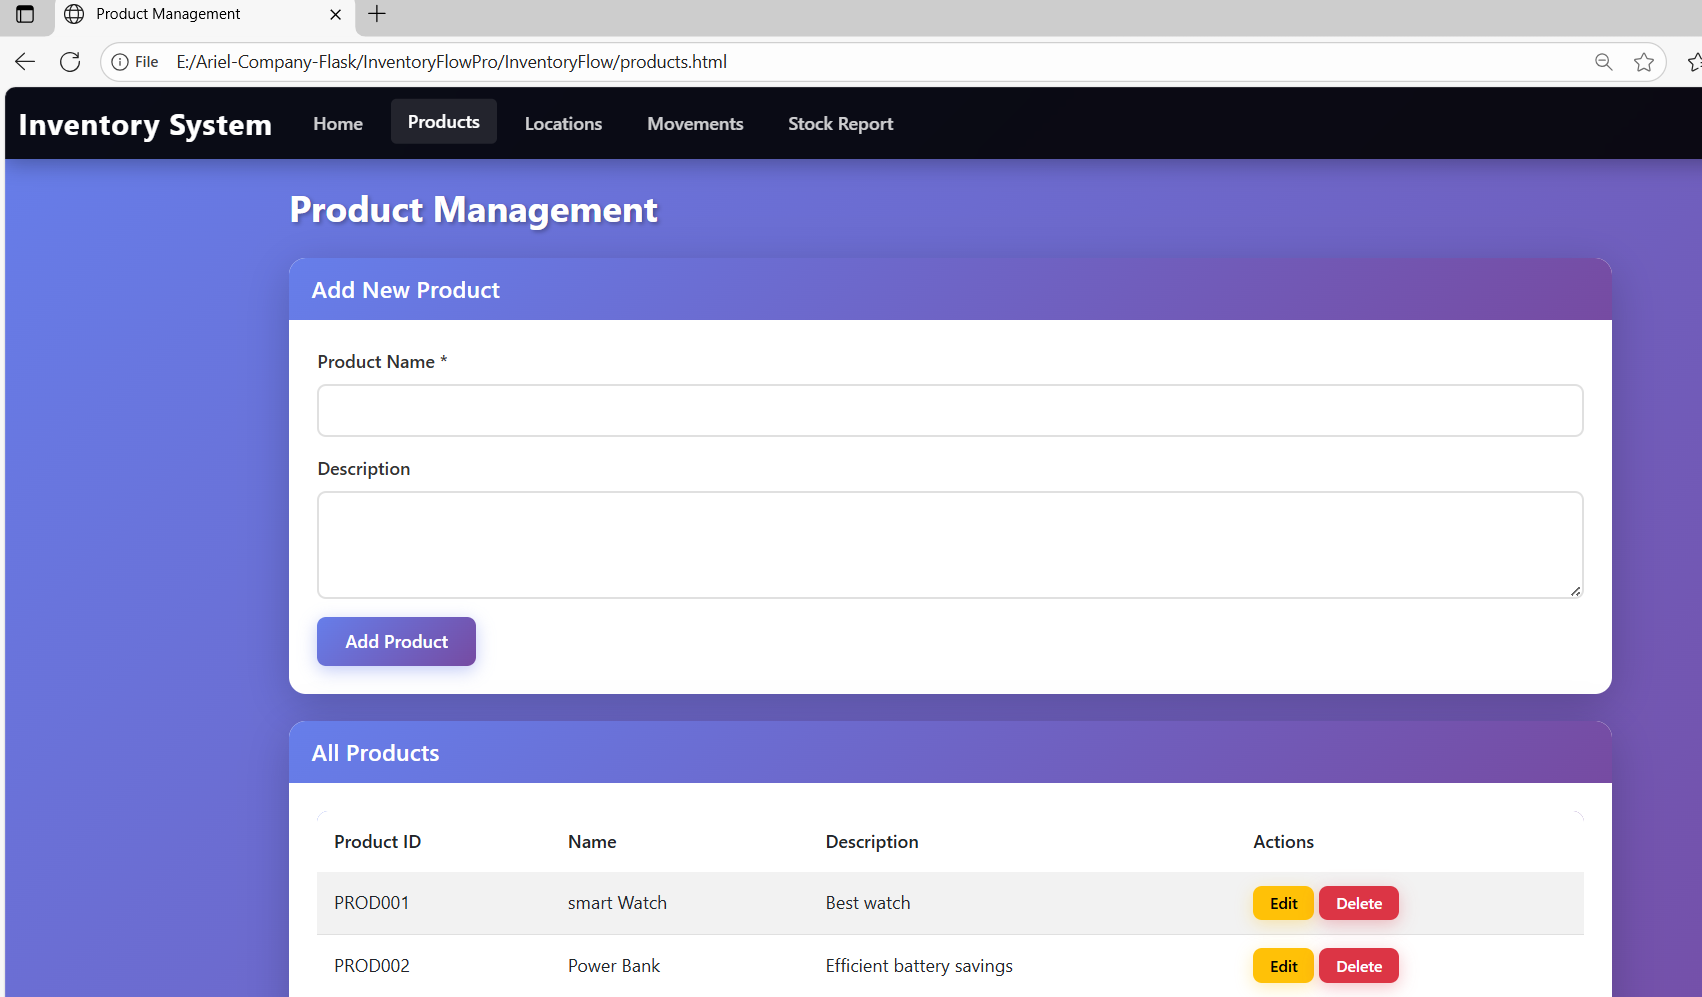 Product Management
File E:/Ariel-Company-Flask/InventoryFlowPro/InventoryFlow/products.html
Inventory System Home Products Locations Movements Stock Report
Product Management
Add New Product
Product Name *
Description
Add Product
All Products
Product ID Name Description Actions
PROD001 smart Watch Best watch Edit Delete
PROD002 Power Bank Efficient battery savings Edit Delete